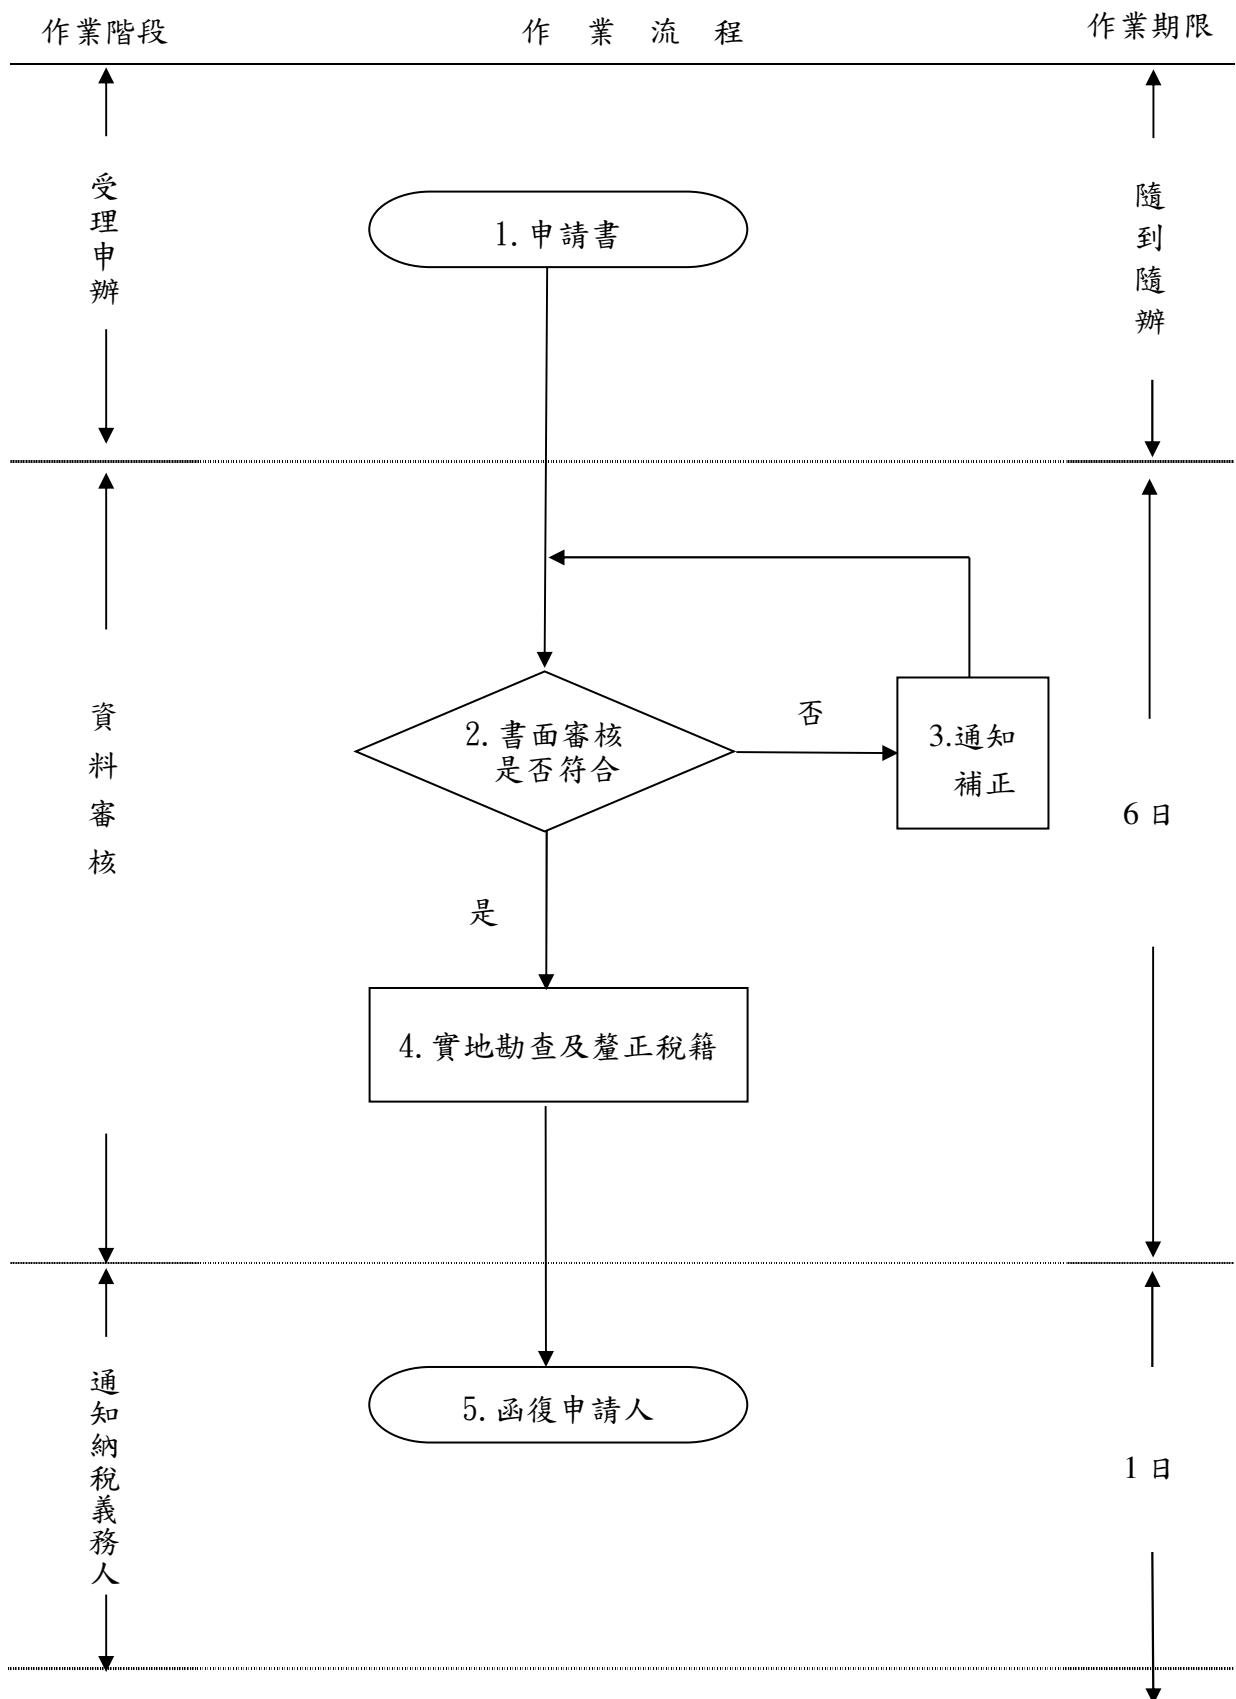 作業階段
作業流程
作業期限
受理申辦
1.申請書
隨到隨辦
資料審核
2.書面審核
是否符合
否
3.通知
補正
6日
是
4.實地勘查及釐正稅籍
通知納稅義務人
5.函復申請人
1日